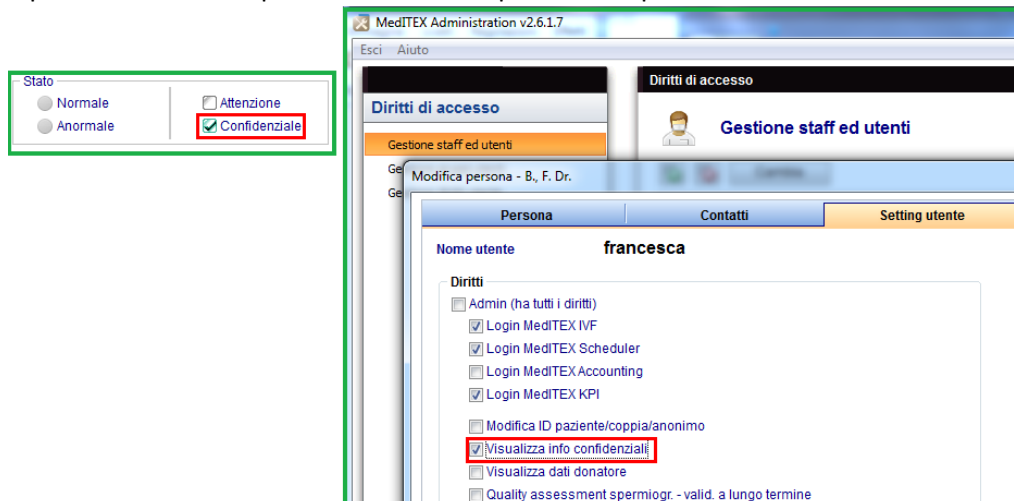 MedITEX Administration v2.6.1.7
Esci Aiuto
Stato
Normale
Attenzione
Anormale
Confidenziale
Diritti di accesso
Diritti di accesso
Gestione staff ed utenti
Gestione staff ed utenti
Ge
Ge
Modifica persona - B., F. Dr.
Persona
Contatti
Setting utente
Nome utente
francesca
Diritti
Admin (ha tutti i diritti)
Login MedITEX IVF
Login MedITEX Scheduler
Login MedITEX Accounting
Login MedITEX KPI
Modifica ID paziente/coppia/anonimo
Visualizza info confidenziali
Visualizza dati donatore
Quality assessment spermiogr. - valid. a lungo termine